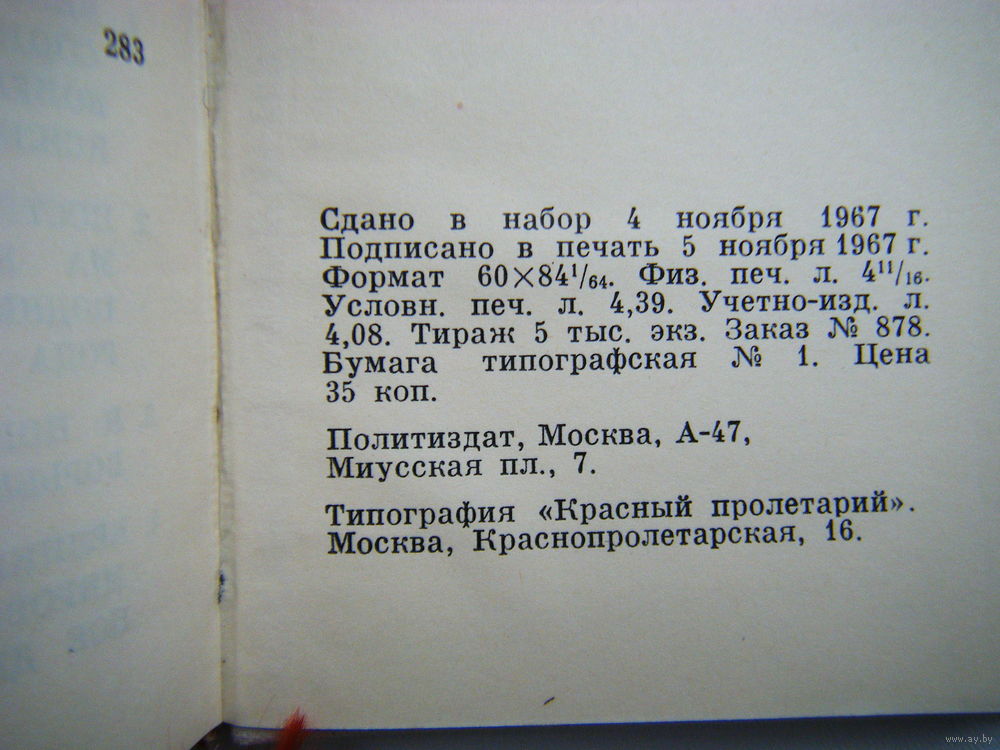 283
Сдано в набор 4 ноября 1967 г.
Подписано в печать 5 ноября 1967 г.
Формат 60×84¹/₆₄. Физ. печ. л. 4¹¹/₁₆.
Условн. печ. л. 4,39. Учетно-изд. л.
4,08. Тираж 5 тыс. экз. Заказ № 878.
Бумага типографская № 1. Цена
35 коп.
Политиздат, Москва, А-47,
Миусская пл., 7.
Типография «Красный пролетарий».
Москва, Краснопролетарская, 16.
www.ay.by